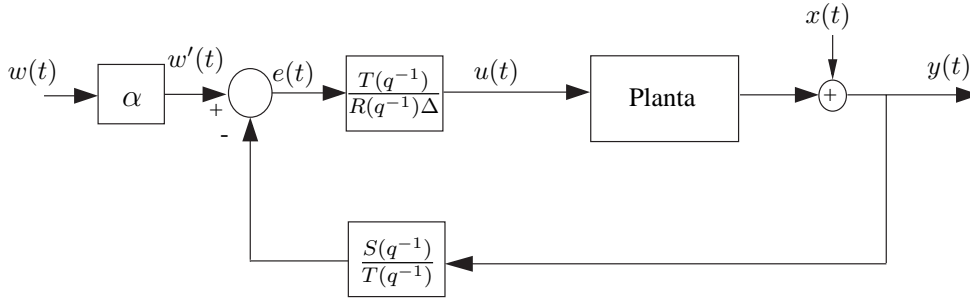 x(t)
w(t)
α
w'(t)
+
-
e(t)
T(q⁻¹)
R(q⁻¹)Δ
u(t)
Planta
+
y(t)
S(q⁻¹)
T(q⁻¹)